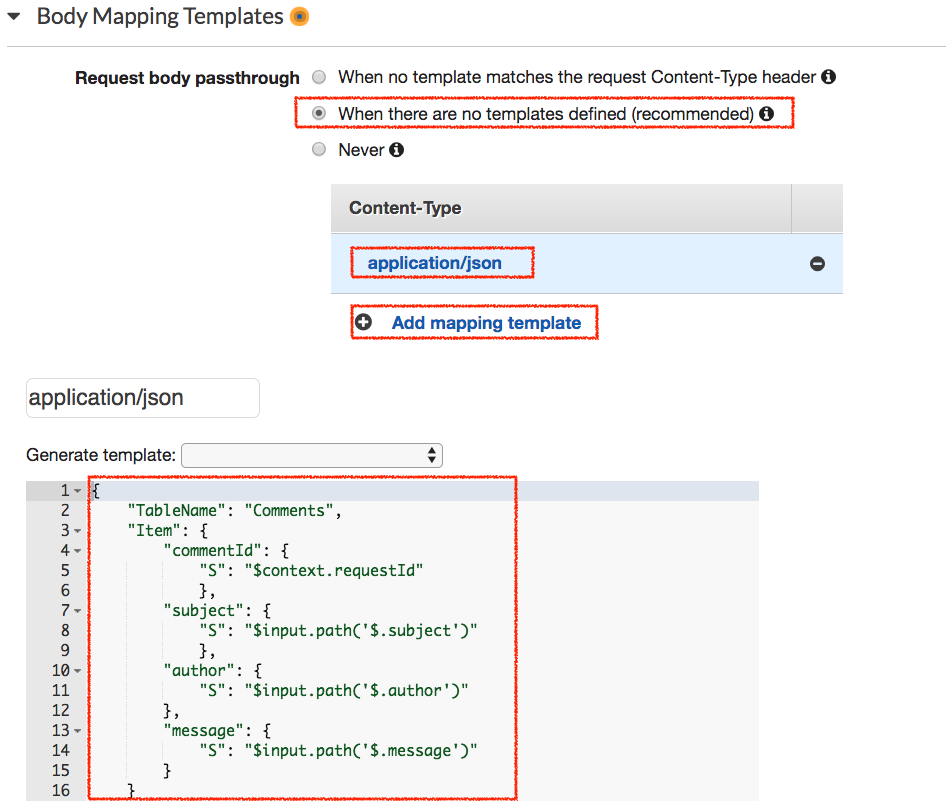 Body Mapping Templates
Request body passthrough
When no template matches the request Content-Type header
When there are no templates defined (recommended)
Never
Content-Type
application/json
Add mapping template
application/json
Generate template:
1 {
2     "TableName": "Comments",
3     "Item": {
4         "commentId": {
5             "S": "$context.requestId"
6             },
7         "subject": {
8             "S": "$input.path('$.subject')"
9             },
10         "author": {
11             "S": "$input.path('$.author')"
12         },
13         "message": {
14             "S": "$input.path('$.message')"
15         }
16     }